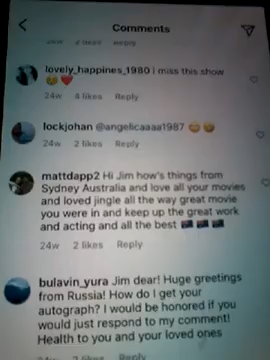 Comments
lovely_happines_1980 I miss this show
😂❤️
24w 4 likes Reply
lockjohan @angelicaaaa1987
24w 2 likes Reply
mattdapp2 Hi Jim how's things from
Sydney Australia and love all your movies
and loved jingle all the way great movie
you were in and keep up the great work
and acting and all the best 🇦🇺 🇦🇺 🇦🇺
24w 2 likes Reply
bulavin_yura Jim dear! Huge greetings
from Russia! How do I get your
autograph? I would be honored if you
would just respond to my comment!
Health to you and your loved ones
Reply